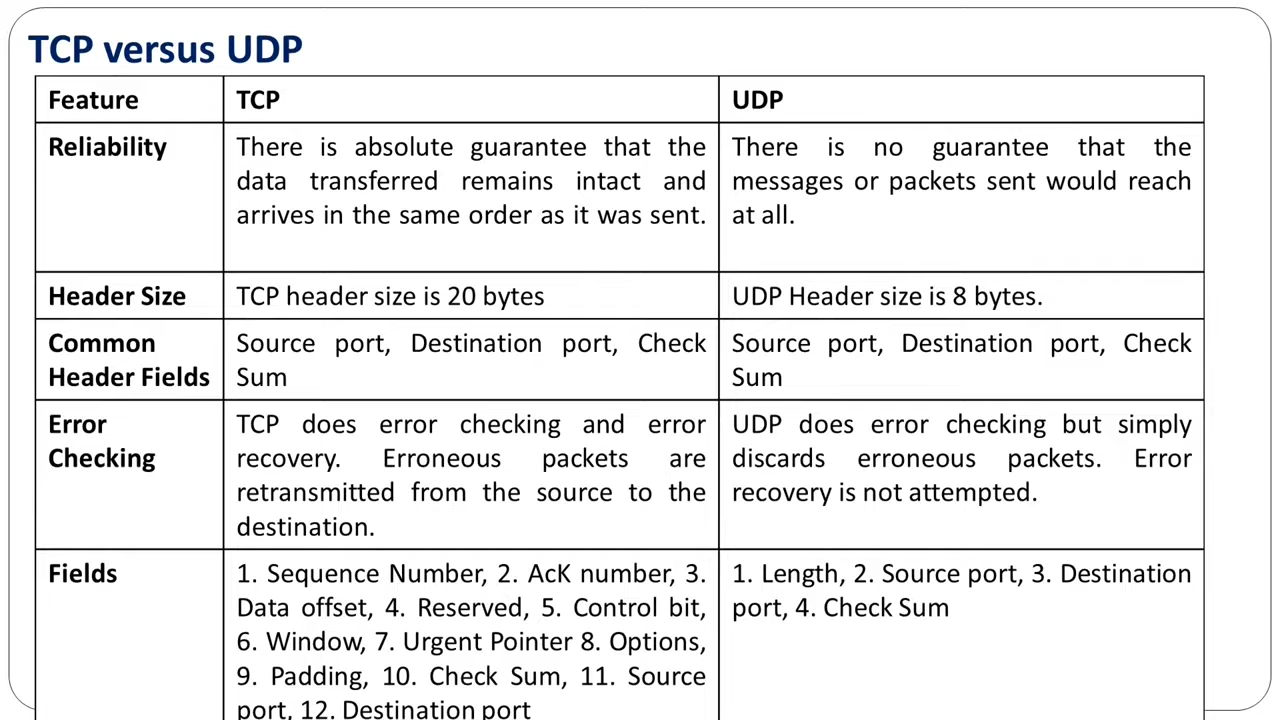 TCP versus UDP
Feature
TCP
UDP
Reliability
There is absolute guarantee that the
data transferred remains intact and
arrives in the same order as it was sent.
There is no guarantee that the
messages or packets sent would reach
at all.
Header Size
TCP header size is 20 bytes
UDP Header size is 8 bytes.
Common
Header Fields
Source port, Destination port, Check
Sum
Source port, Destination port, Check
Sum
Error
Checking
TCP does error checking and error
recovery. Erroneous packets are
retransmitted from the source to the
destination.
UDP does error checking but simply
discards erroneous packets. Error
recovery is not attempted.
Fields
1. Sequence Number, 2. AcK number, 3.
Data offset, 4. Reserved, 5. Control bit,
6. Window, 7. Urgent Pointer 8. Options,
9. Padding, 10. Check Sum, 11. Source
port, 12. Destination port
1. Length, 2. Source port, 3. Destination
port, 4. Check Sum